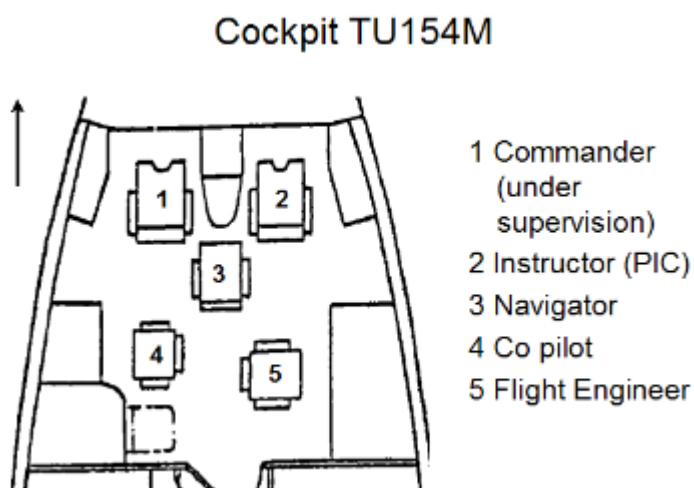 Cockpit TU154M
1 Commander
(under
supervision)
2 Instructor (PIC)
3 Navigator
4 Co pilot
5 Flight Engineer
1
2
3
4
5